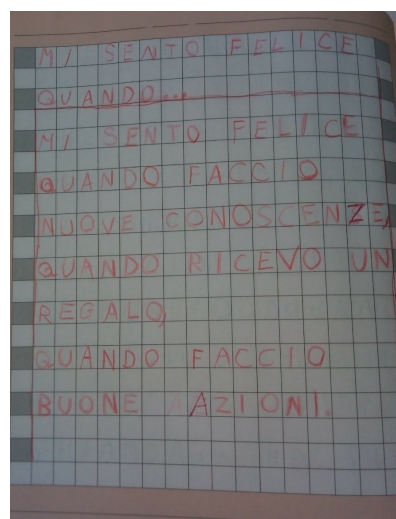 MI SENTO FELICE
QUANDO...
MI SENTO FELICE
QUANDO FACCIO
NUOVE CONOSCENZE,
QUANDO RICEVO UN
REGALO,
QUANDO FACCIO
BUONE AZIONI.